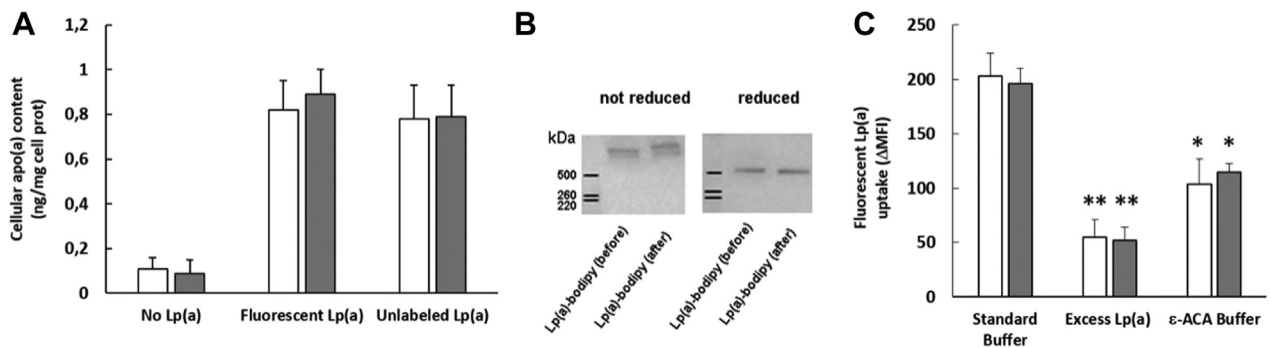 A
Cellular apo(a) content
(ng/mg cell prot)
1,2
1
0,8
0,6
0,4
0,2
0
No Lp(a)
Fluorescent Lp(a)
Unlabeled Lp(a)
B
not reduced
reduced
kDa
500
260
220
Lp(a)-bodipy (before)
Lp(a)-bodipy (after)
Lp(a)-bodipy (before)
Lp(a)-bodipy (after)
C
Fluorescent Lp(a)
uptake (ΔMFI)
250
200
150
100
50
0
**
**
*
*
Standard
Buffer
Excess Lp(a)
ε-ACA Buffer